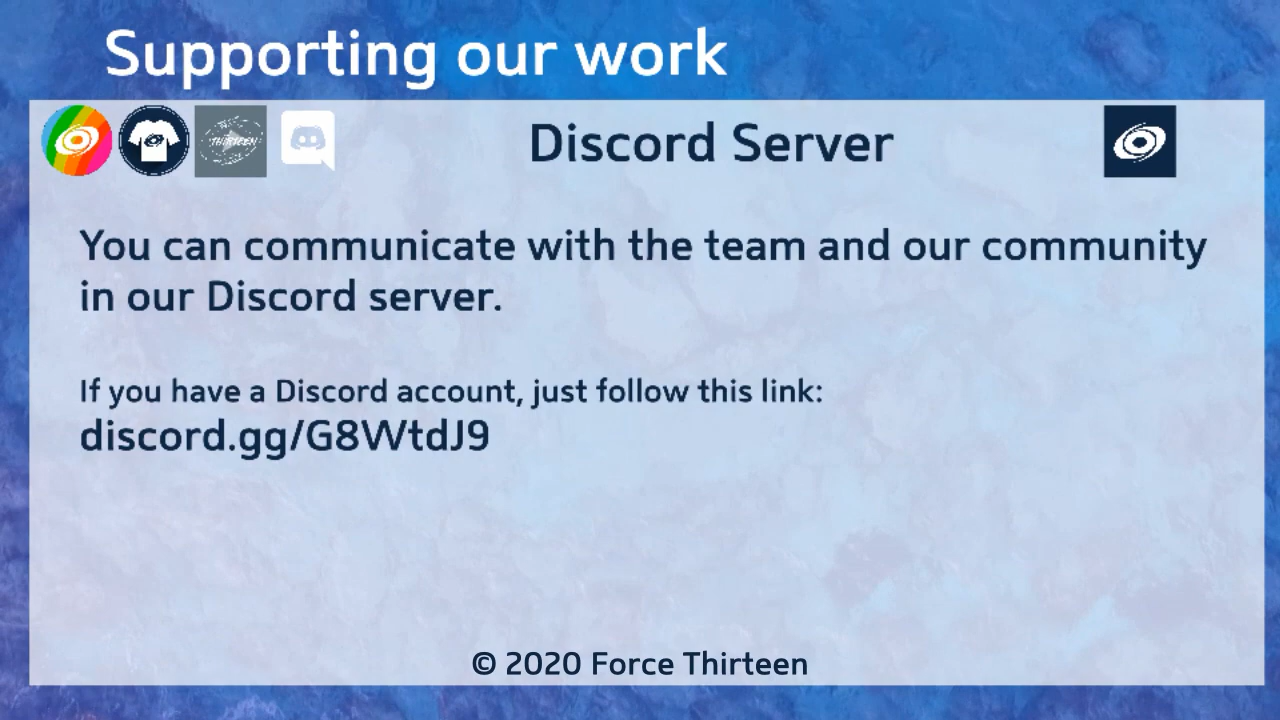 Supporting our work
THIRTEEN
Discord Server
You can communicate with the team and our community
in our Discord server.
If you have a Discord account, just follow this link:
discord.gg/G8WtdJ9
© 2020 Force Thirteen